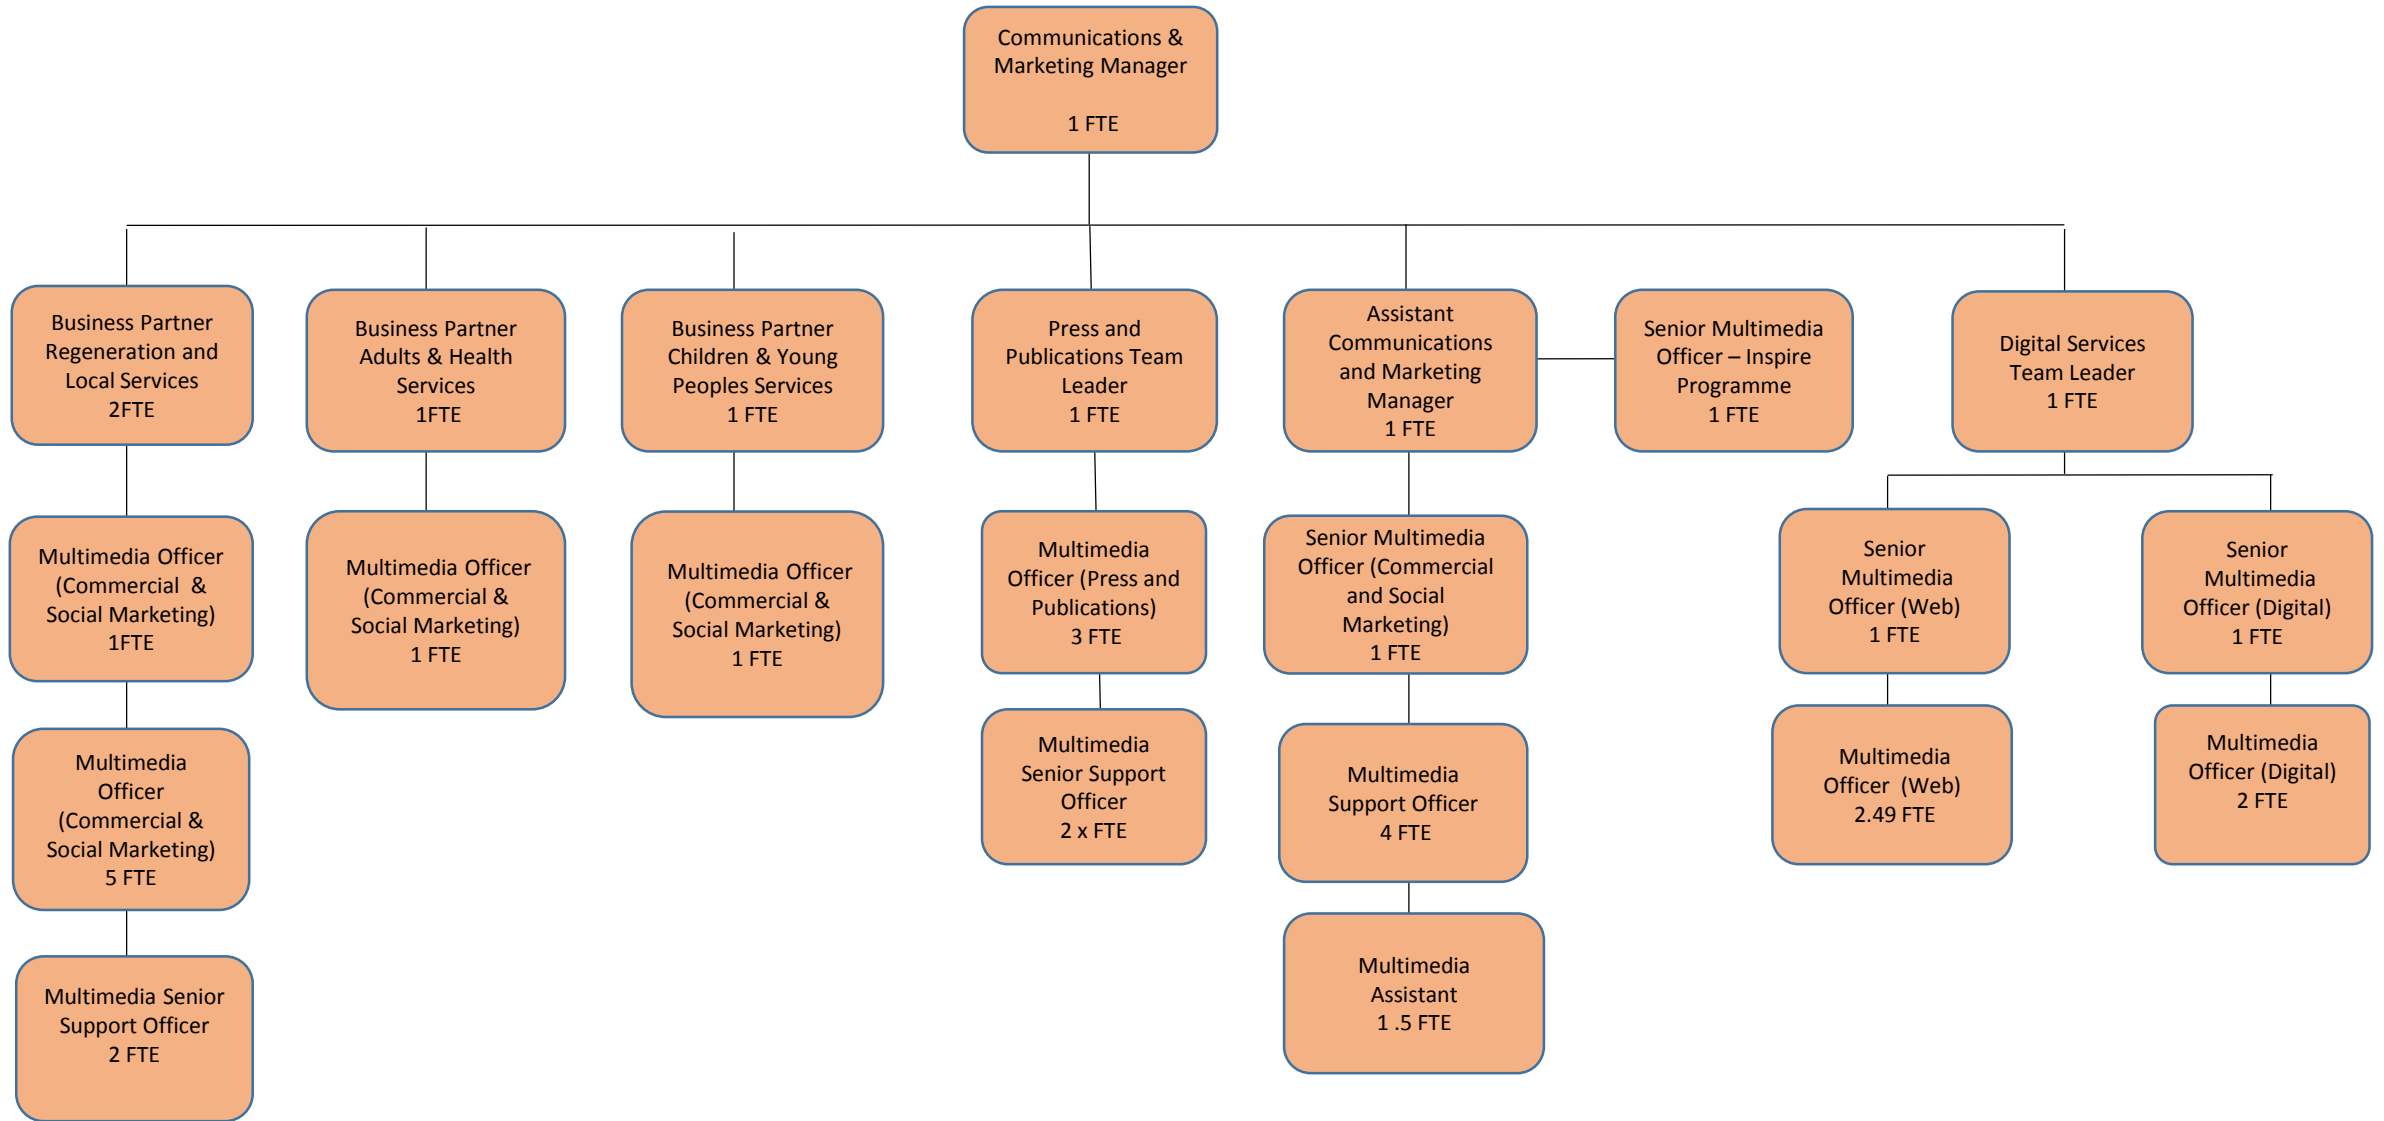 Communications &
Marketing Manager
1 FTE
Business Partner
Regeneration and
Local Services
2FTE
Business Partner
Adults & Health
Services
1FTE
Business Partner
Children & Young
Peoples Services
1 FTE
Press and
Publications Team
Leader
1 FTE
Assistant
Communications
and Marketing
Manager
1 FTE
Senior Multimedia
Officer – Inspire
Programme
1 FTE
Digital Services
Team Leader
1 FTE
Multimedia Officer
(Commercial  &
Social Marketing)
1FTE
Multimedia Officer
(Commercial &
Social Marketing)
1 FTE
Multimedia Officer
(Commercial &
Social Marketing)
1 FTE
Multimedia
Officer (Press and
Publications)
3 FTE
Senior Multimedia
Officer (Commercial
and Social
Marketing)
1 FTE
Senior
Multimedia
Officer (Web)
1 FTE
Senior
Multimedia
Officer (Digital)
1 FTE
Multimedia
Officer
(Commercial &
Social Marketing)
5 FTE
Multimedia
Senior Support
Officer
2 x FTE
Multimedia
Support Officer
4 FTE
Multimedia
Officer  (Web)
2.49 FTE
Multimedia
Officer (Digital)
2 FTE
Multimedia Senior
Support Officer
2 FTE
Multimedia
Assistant
1 .5 FTE